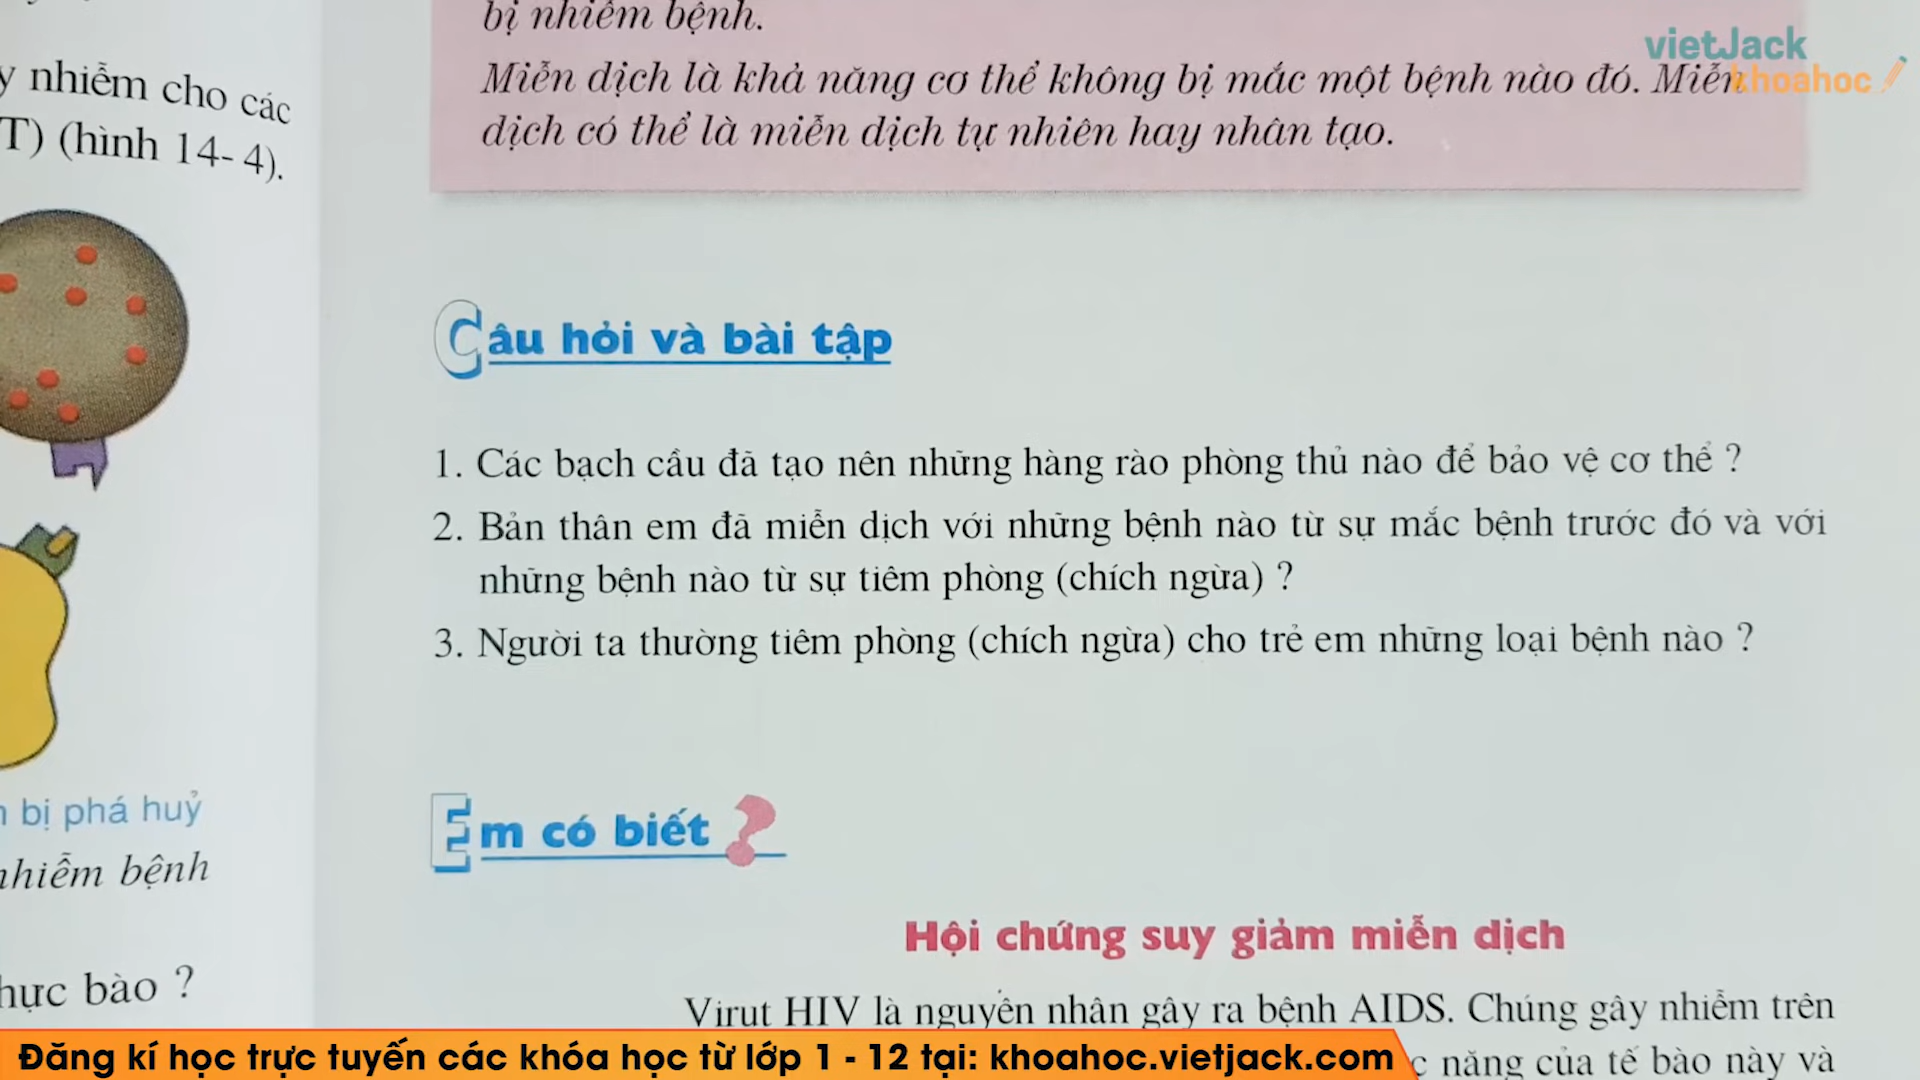 nhiễm cho các
T) (hình 14- 4).
bị phá huỷ
nhiễm bệnh
bào ?
bị nhiễm bệnh.
Miễn dịch là khả năng cơ thể không bị mắc một bệnh nào đó. Miễn
dịch có thể là miễn dịch tự nhiên hay nhân tạo.
vietJack
khoahoc
Câu hỏi và bài tập
1. Các bạch cầu đã tạo nên những hàng rào phòng thủ nào để bảo vệ cơ thể ?
2. Bản thân em đã miễn dịch với những bệnh nào từ sự mắc bệnh trước đó và với
những bệnh nào từ sự tiêm phòng (chích ngừa) ?
3. Người ta thường tiêm phòng (chích ngừa) cho trẻ em những loại bệnh nào ?
Em có biết ?
Hội chứng suy giảm miễn dịch
Virut HIV là nguyên nhân gây ra bệnh AIDS. Chúng gây nhiễm trên
năng của tế bào này và
Đăng kí học trực tuyến các khóa học từ lớp 1 - 12 tại: khoahoc.vietjack.com